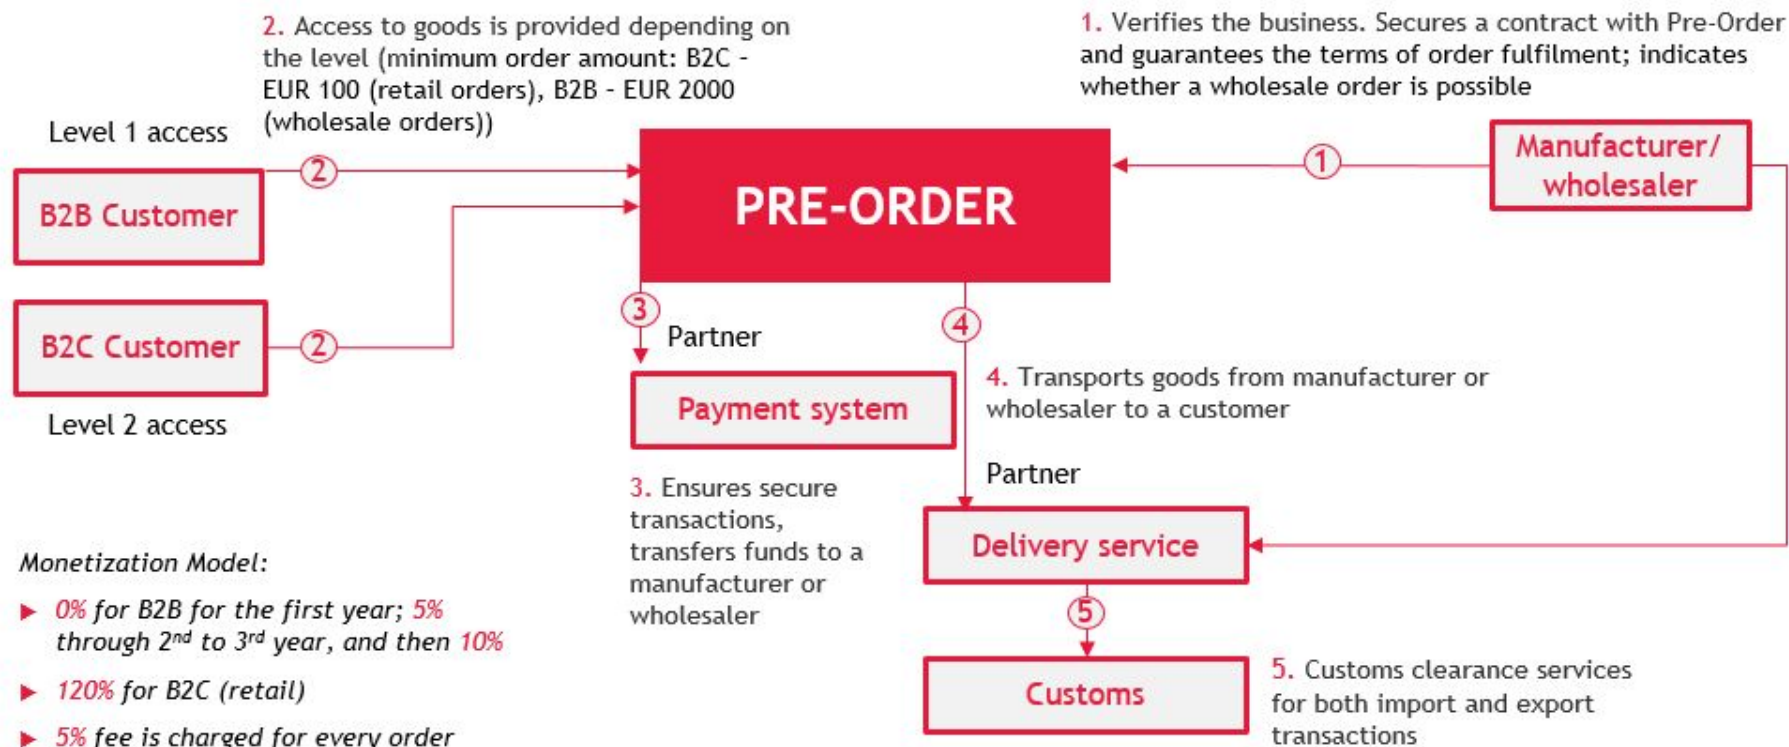 2. Access to goods is provided depending on
the level (minimum order amount: B2C -
EUR 100 (retail orders), B2B - EUR 2000
(wholesale orders))
1. Verifies the business. Secures a contract with Pre-Order
and guarantees the terms of order fulfilment; indicates
whether a wholesale order is possible
Level 1 access
B2B Customer
2
PRE-ORDER
1
Manufacturer/
wholesaler
B2C Customer
2
Level 2 access
3
Partner
Payment system
3. Ensures secure
transactions,
transfers funds to a
manufacturer or
wholesaler
4
4. Transports goods from manufacturer or
wholesaler to a customer
Partner
Delivery service
5
Customs
5. Customs clearance services
for both import and export
transactions
Monetization Model:
▶ 0% for B2B for the first year; 5%
through 2nd to 3rd year, and then 10%
▶ 120% for B2C (retail)
▶ 5% fee is charged for every order